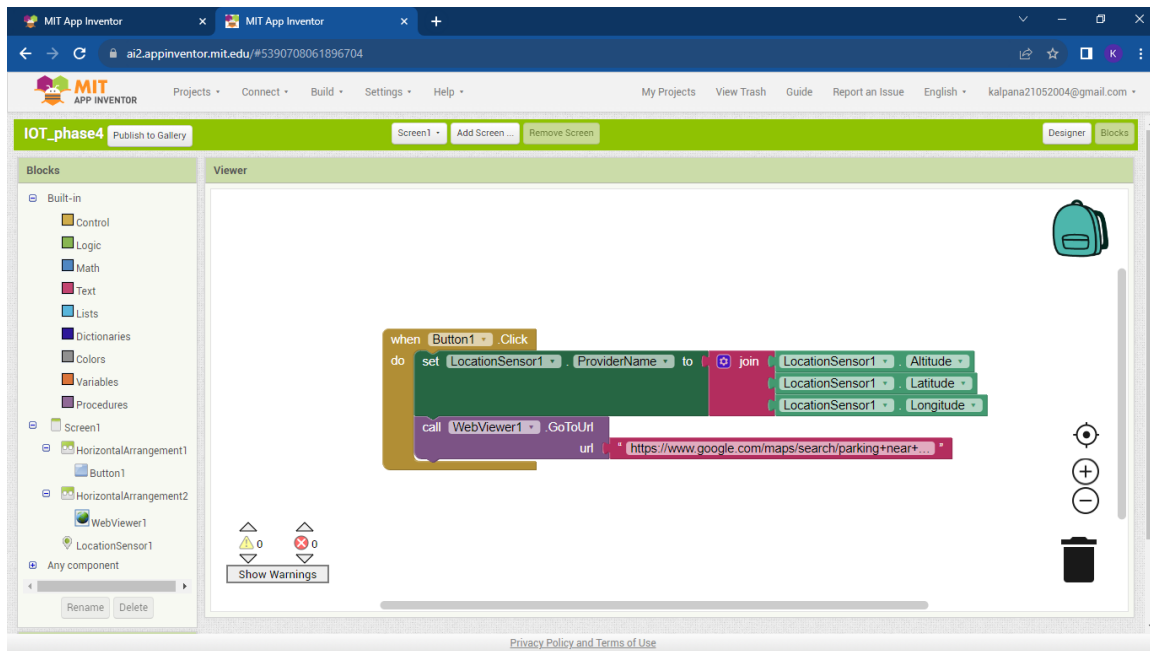 MIT App Inventor
MIT App Inventor
ai2.appinventor.mit.edu/#5390708061896704
K
MIT
APP INVENTOR
Projects Connect Build Settings Help My Projects View Trash Guide Report an Issue English kalpana21052004@gmail.com
IOT_phase4 Publish to Gallery Screen1 Add Screen ... Remove Screen Designer Blocks
Blocks
Viewer
Built-in
Control
Logic
Math
Text
Lists
Dictionaries
Colors
Variables
Procedures
Screen1
HorizontalArrangement1
Button1
HorizontalArrangement2
WebViewer1
LocationSensor1
Any component
Rename Delete
when Button1 .Click
do set LocationSensor1 . ProviderName to join LocationSensor1 . Altitude
LocationSensor1 . Latitude
LocationSensor1 . Longitude
call WebViewer1 .GoToUrl
url " https://www.google.com/maps/search/parking+near+... "
0 0
Show Warnings
Privacy Policy and Terms of Use